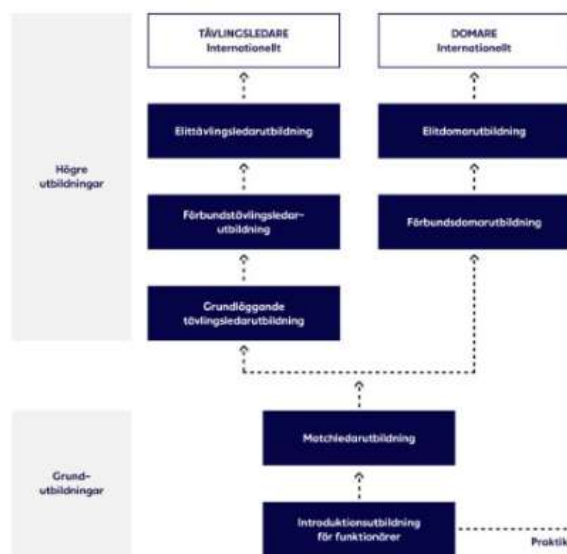 TÄVLINGSLEDARE
Internationellt
DOMARE
Internationellt
Elittävlingsledarutbildning
Elitdomarutbildning
Högre
utbildningar
Förbundstävlingsledar-
utbildning
Förbundsdomarutbildning
Grundläggande
tävlingsledarutbildning
Matchledarutbildning
Grund-
utbildningar
Introduktionsutbildning
för funktionärer
Praktik